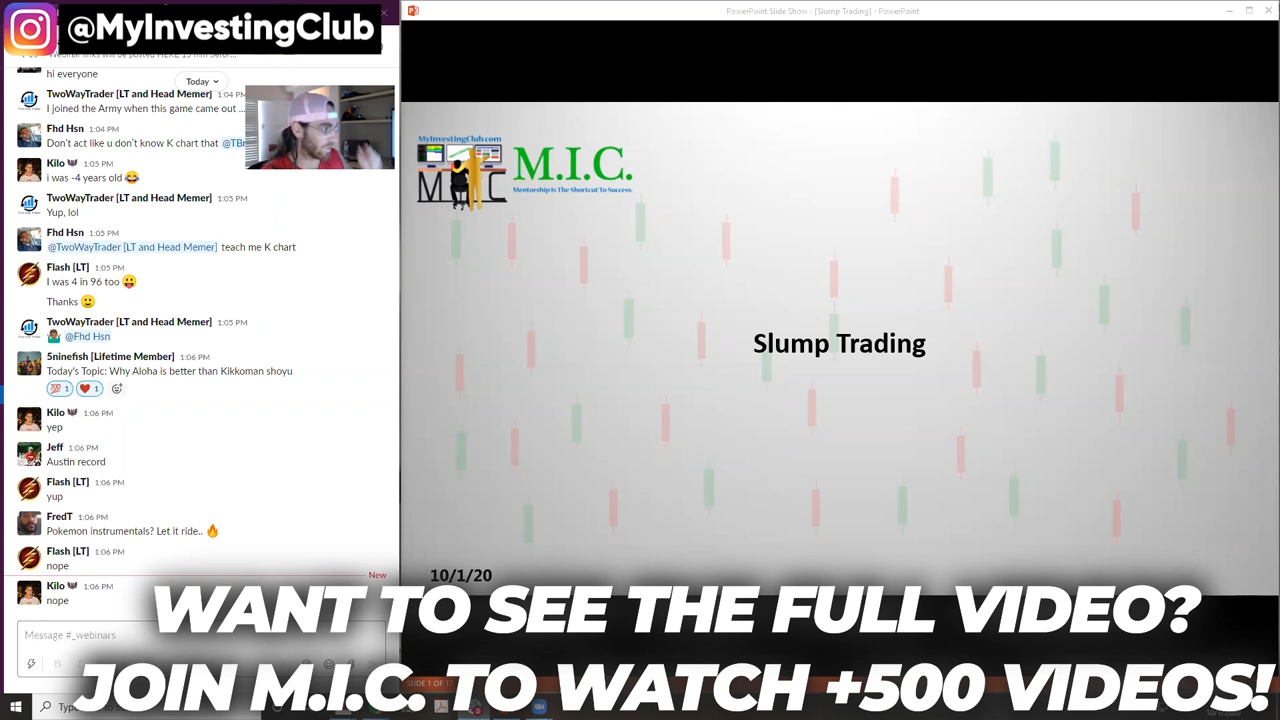 @MyInvestingClub
hi everyone
Today
TwoWayTrader [LT and Head Memer] 1:04 PM
I joined the Army when this game came out ...
Fhd Hsn 1:04 PM
Don't act like u don't know K chart that
Kilo 1:05 PM
i was -4 years old 😂
TwoWayTrader [LT and Head Memer] 1:05 PM
Yup, lol
Fhd Hsn 1:05 PM
@TwoWayTrader [LT and Head Memer] teach me K chart
Flash [LT] 1:05 PM
I was 4 in 96 too 😛
Thanks 🙂
TwoWayTrader [LT and Head Memer] 1:05 PM
🤷🏽‍♂️ @Fhd Hsn
5ninefish [Lifetime Member] 1:06 PM
Today's Topic: Why Aloha is better than Kikkoman shoyu
💯 1 ❤️ 1
Kilo 1:06 PM
yep
Jeff 1:06 PM
Austin record
Flash [LT] 1:06 PM
yup
FredT 1:06 PM
Pokemon instrumentals? Let it ride.. 🔥
Flash [LT] 1:06 PM
nope
New
Kilo 1:06 PM
nope
Message #_webinars
PowerPoint Slide Show - [Slurnp Trading] - PowerPoint
MyInvestingClub.com
MIC
M.I.C.
Mentorship Is The Shortcut To Success.
Slump Trading
10/1/20
WANT TO SEE THE FULL VIDEO?
JOIN M.I.C. TO WATCH +500 VIDEOS!
SLIDE 1 OF 17